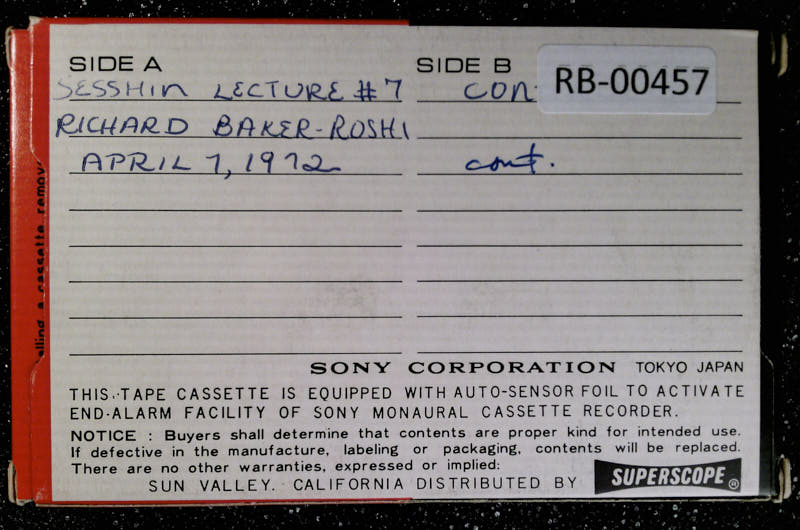 SIDE A
SESSHIN LECTURE #7
RICHARD BAKER-ROSHI
APRIL 7, 1972
SIDE B
RB-00457
cont.
SONY CORPORATION TOKYO JAPAN
THIS TAPE CASSETTE IS EQUIPPED WITH AUTO-SENSOR FOIL TO ACTIVATE
END-ALARM FACILITY OF SONY MONAURAL CASSETTE RECORDER.
NOTICE : Buyers shall determine that contents are proper kind for intended use.
If defective in the manufacture, labeling or packaging, contents will be replaced.
There are no other warranties, expressed or implied:
SUN VALLEY. CALIFORNIA DISTRIBUTED BY SUPERSCOPE ®
a cassette